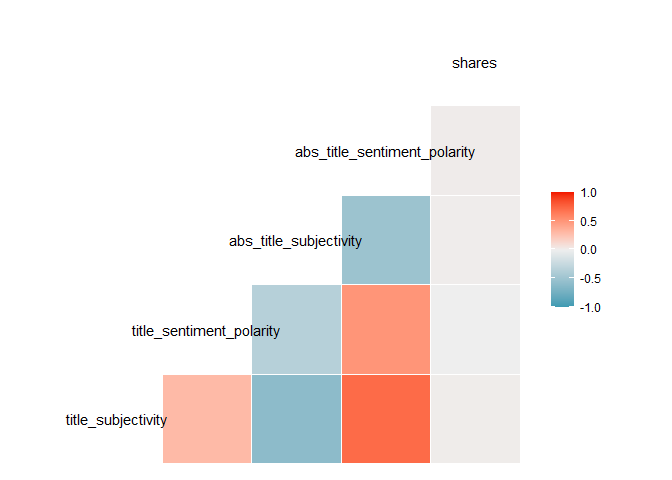 shares
abs_title_sentiment_polarity
1.0
abs_title_subjectivity
0.5
0.0
-0.5
-1.0
title_sentiment_polarity
title_subjectivity